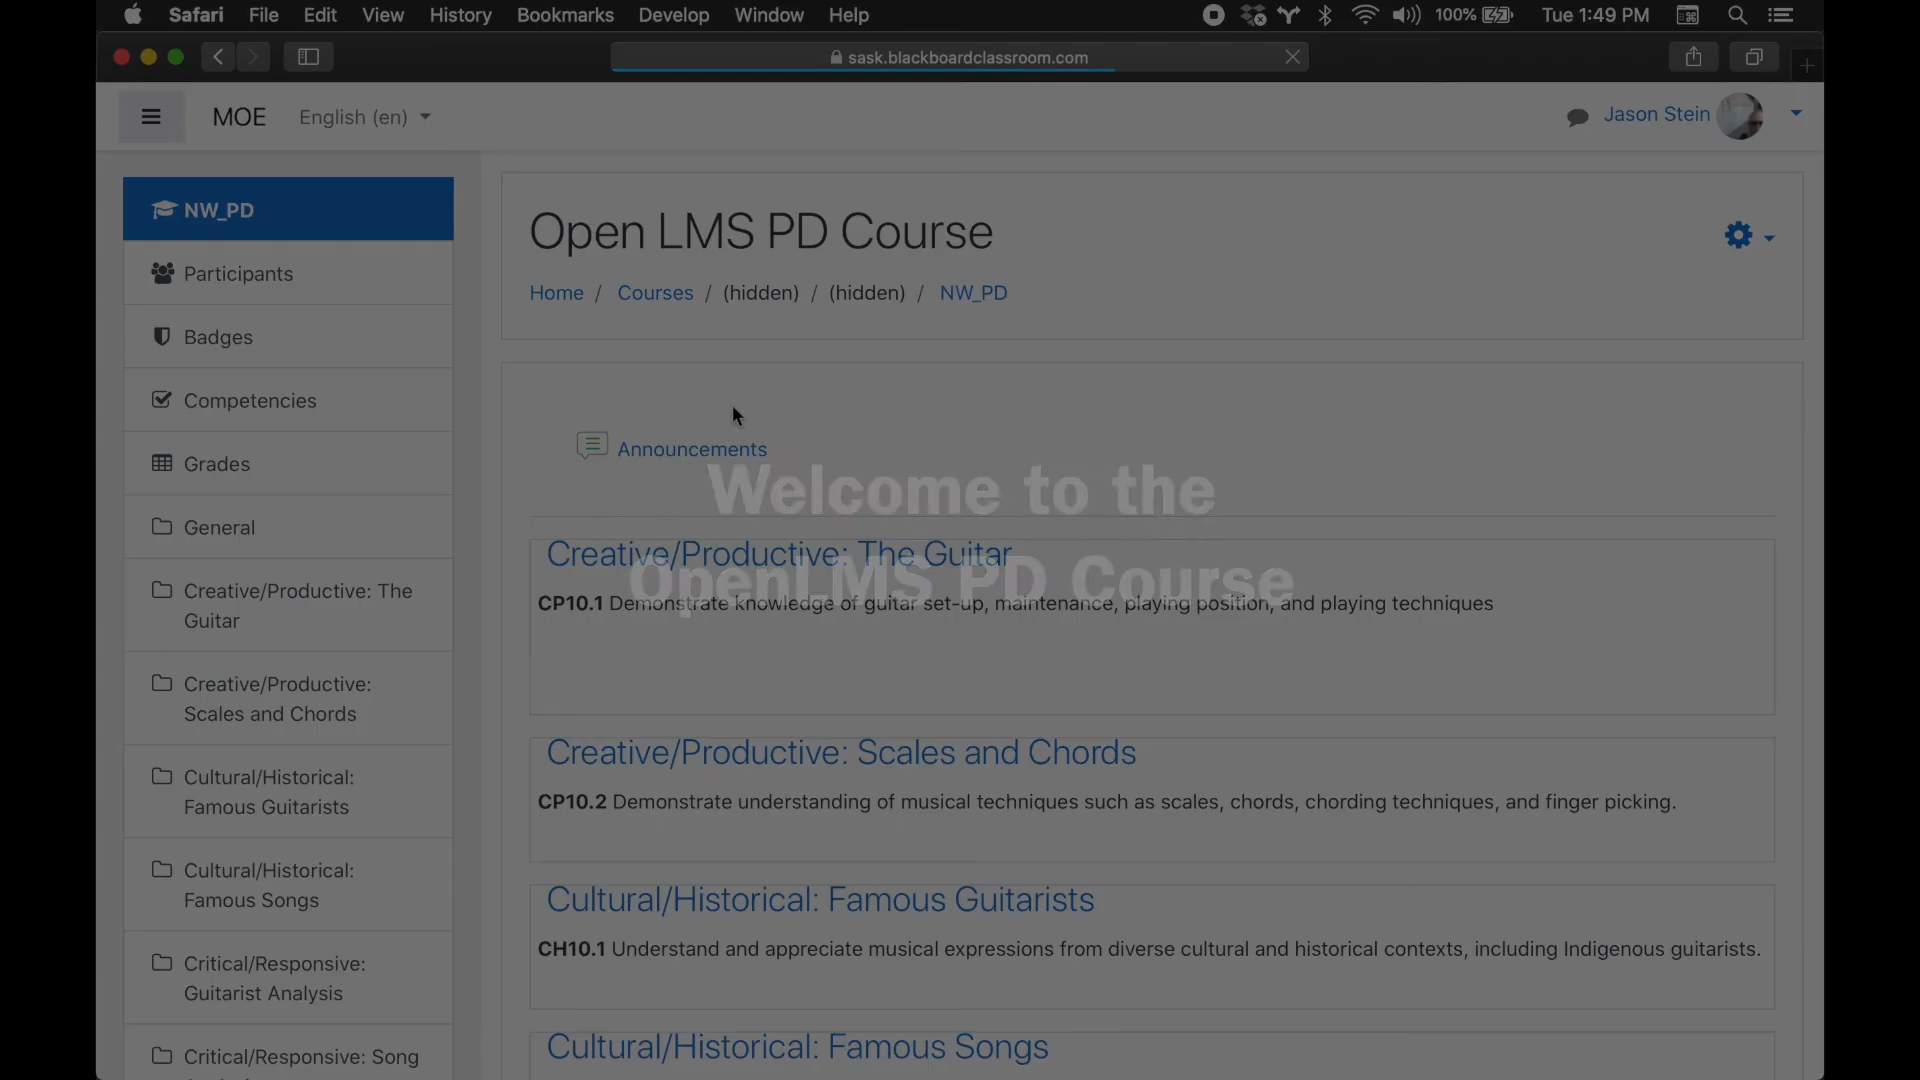 Safari File Edit View History Bookmarks Develop Window Help 100% Tue 1:49 PM
sask.blackboardclassroom.com
MOE English (en) Jason Stein
NW_PD
Participants
Badges
Competencies
Grades
General
Creative/Productive: The
Guitar
Creative/Productive:
Scales and Chords
Cultural/Historical:
Famous Guitarists
Cultural/Historical:
Famous Songs
Critical/Responsive:
Guitarist Analysis
Critical/Responsive: Song
Open LMS PD Course
Home / Courses / (hidden) / (hidden) / NW_PD
Announcements
Welcome to the
OpenLMS PD Course
Creative/Productive: The Guitar
CP10.1 Demonstrate knowledge of guitar set-up, maintenance, playing position, and playing techniques
Creative/Productive: Scales and Chords
CP10.2 Demonstrate understanding of musical techniques such as scales, chords, chording techniques, and finger picking.
Cultural/Historical: Famous Guitarists
CH10.1 Understand and appreciate musical expressions from diverse cultural and historical contexts, including Indigenous guitarists.
Cultural/Historical: Famous Songs